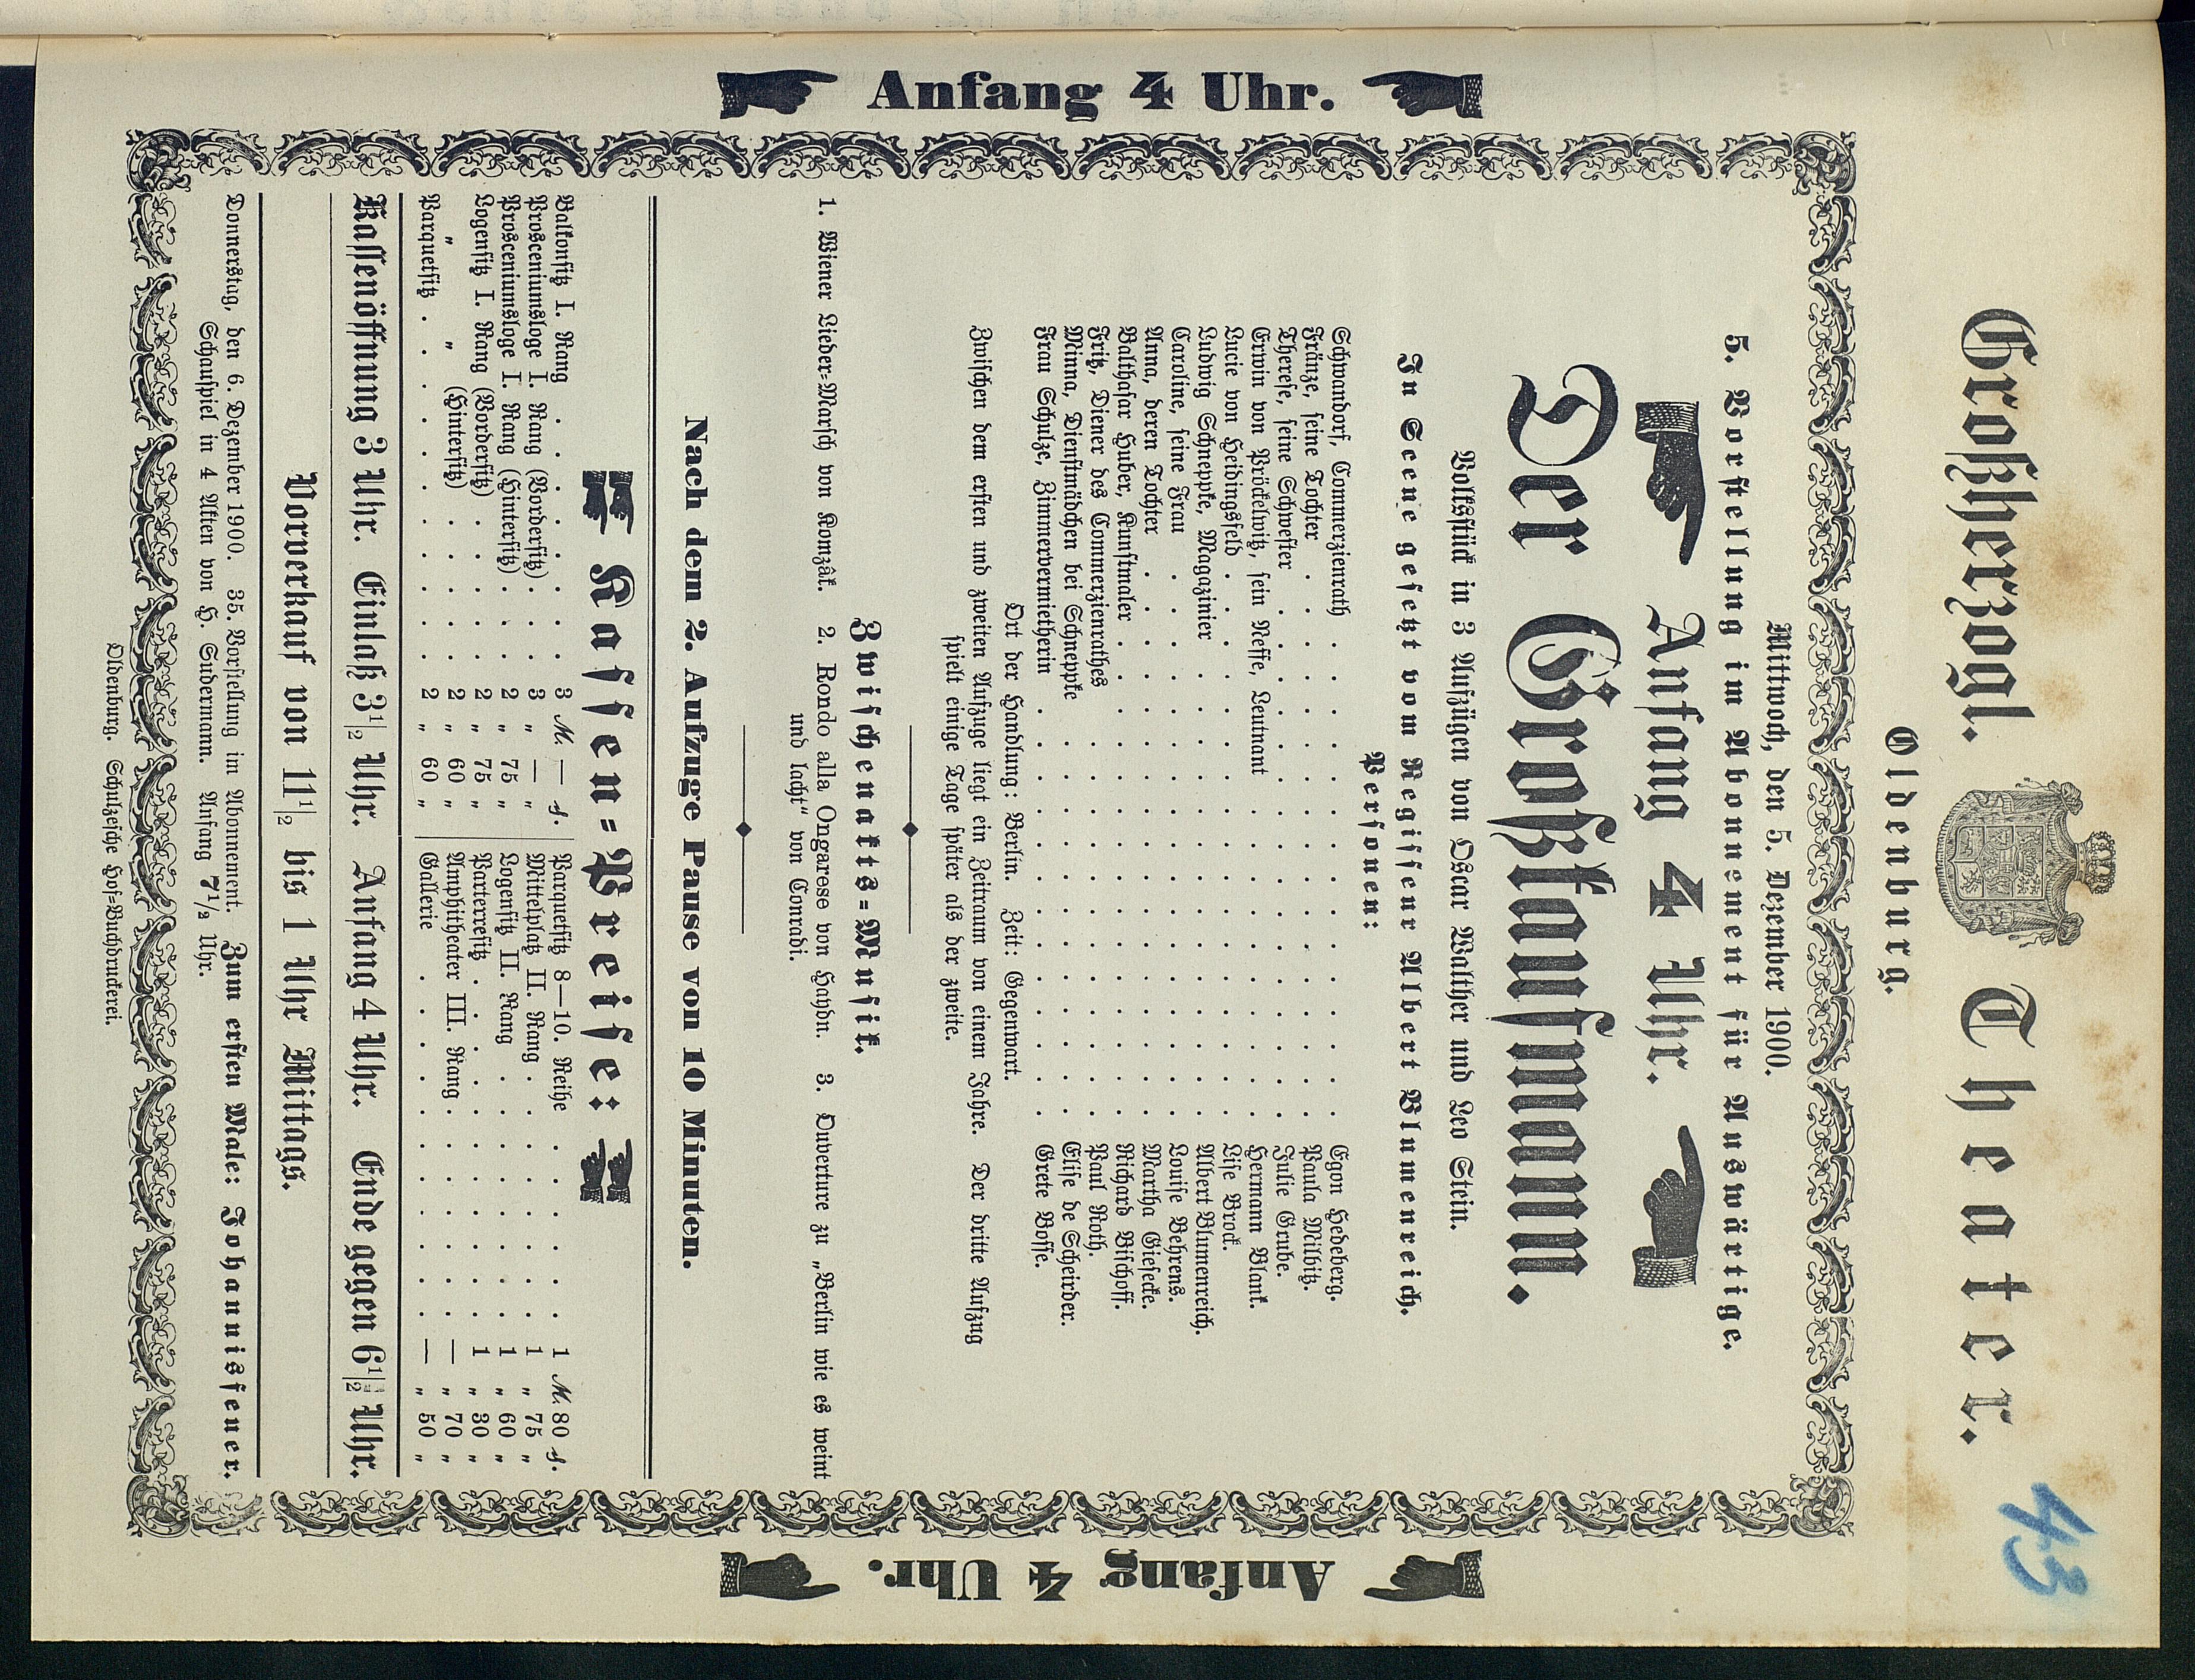 43
Großherzogl. Theater.
Oldenburg.
Mittwoch, den 5. Dezember 1900.
5. Vorstellung im Abonnement für Auswärtige.
Anfang 4 Uhr.
Der Großkaufmann.
Volksstück in 3 Aufzügen von Oscar Walther und Leo Stein.
In Scene gesetzt vom Regisseur Albert Blumenreich.
Personen:
Schwandorf, Commerzienrath . . . . . . . . Egon Hedeberg.
Fränze, seine Tochter . . . . . . . . Paula Milbitz.
Therese, seine Schwester . . . . . . . . Julie Grube.
Erwin von Pröckelwitz, sein Neffe, Leutnant . . . . . . . . Hermann Blank.
Lucie von Heidingsfeld . . . . . . . . Lise Brock.
Ludwig Schneppke, Magazinier . . . . . . . . Albert Blumenreich.
Caroline, seine Frau . . . . . . . . Louise Behrens.
Anna, deren Tochter . . . . . . . . Martha Giesecke.
Balthasar Huber, Kunstmaler . . . . . . . . Richard Bischoff.
Fritz, Diener des Commerzienrathes . . . . . . . . Paul Roth.
Minna, Dienstmädchen bei Schneppke . . . . . . . . Elise de Scheirder.
Frau Schulze, Zimmervermietherin . . . . . . . . Grete Bosse.
Ort der Handlung: Berlin. Zeit: Gegenwart.
Zwischen dem ersten und zweiten Aufzuge liegt ein Zeitraum von einem Jahre. Der dritte Aufzug
spielt einige Tage später als der zweite.
Zwischenakts-Musik.
1. Wiener Lieder-Marsch von Komzák. 2. Rondo alla Ongarese von Haydn. 3. Ouverture zu „Berlin wie es weint
und lacht“ von Conradi.
Nach dem 2. Aufzuge Pause von 10 Minuten.
Kassen-Preise:
Balkonsitz I. Rang . . . . . 3 M. — ₰.
Prosceniumsloge I. Rang (Vordersitz) . . 3 „ — „
Prosceniumsloge I. Rang (Hintersitz) . . 2 „ 75 „
Logensitz I. Rang (Vordersitz) . . . . 2 „ 75 „
„ „ (Hintersitz) . . . . 2 „ 60 „
Parquetsitz . . . . . . . 2 „ 60 „
Parquetsitz 8—10. Reihe . . . . 1 M. 80 ₰.
Mittelplatz II. Rang . . . . . 1 „ 75 „
Logensitz II. Rang . . . . . 1 „ 60 „
Parterresitz . . . . . . 1 „ 30 „
Amphitheater III. Rang . . . . — „ 70 „
Gallerie . . . . . . . — „ 50 „
Kassenöffnung 3 Uhr. Einlaß 3½ Uhr. Anfang 4 Uhr. Ende gegen 6½ Uhr.
Vorverkauf von 11½ bis 1 Uhr Mittags.
Donnerstag, den 6. Dezember 1900. 35. Vorstellung im Abonnement. Zum ersten Male: Johannisfeuer.
Schauspiel in 4 Akten von H. Sudermann. Anfang 7½ Uhr.
Oldenburg. Schulzesche Hof-Buchdruckerei.
Anfang 4 Uhr.
Anfang 4 Uhr.